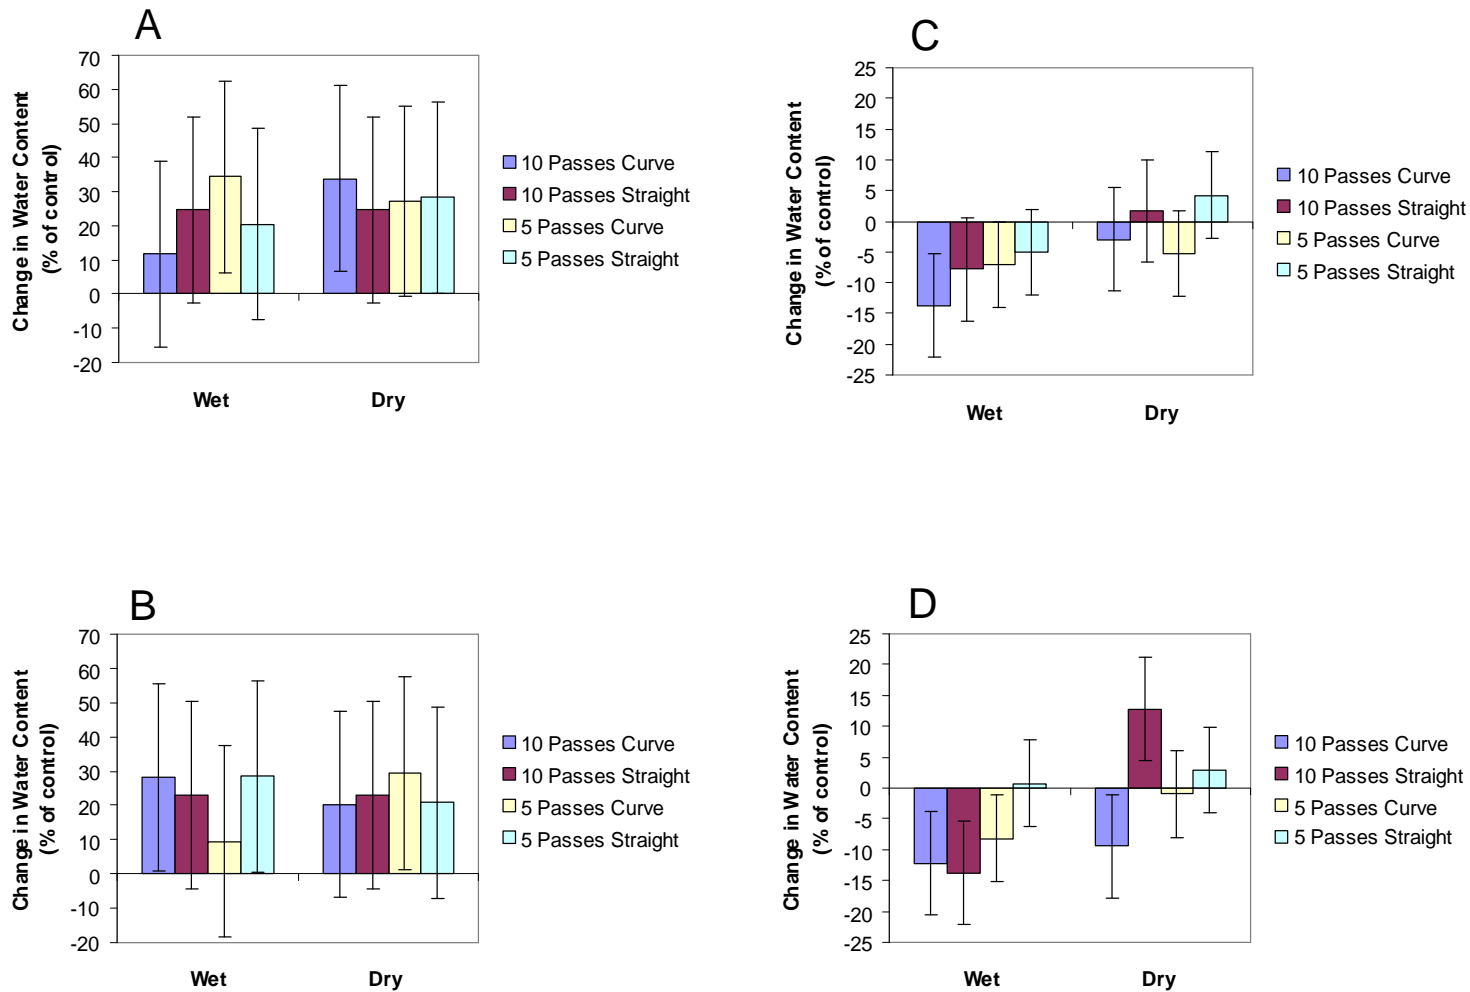 A
Change in Water Content
(% of control)
70
60
50
40
30
20
10
0
-10
-20
Wet
Dry
10 Passes Curve
10 Passes Straight
5 Passes Curve
5 Passes Straight
C
Change in Water Content
(% of control)
25
20
15
10
5
0
-5
-10
-15
-20
-25
Wet
Dry
10 Passes Curve
10 Passes Straight
5 Passes Curve
5 Passes Straight
B
Change in Water Content
(% of control)
70
60
50
40
30
20
10
0
-10
-20
Wet
Dry
10 Passes Curve
10 Passes Straight
5 Passes Curve
5 Passes Straight
D
Change in Water Content
(% of control)
25
20
15
10
5
0
-5
-10
-15
-20
-25
Wet
Dry
10 Passes Curve
10 Passes Straight
5 Passes Curve
5 Passes Straight